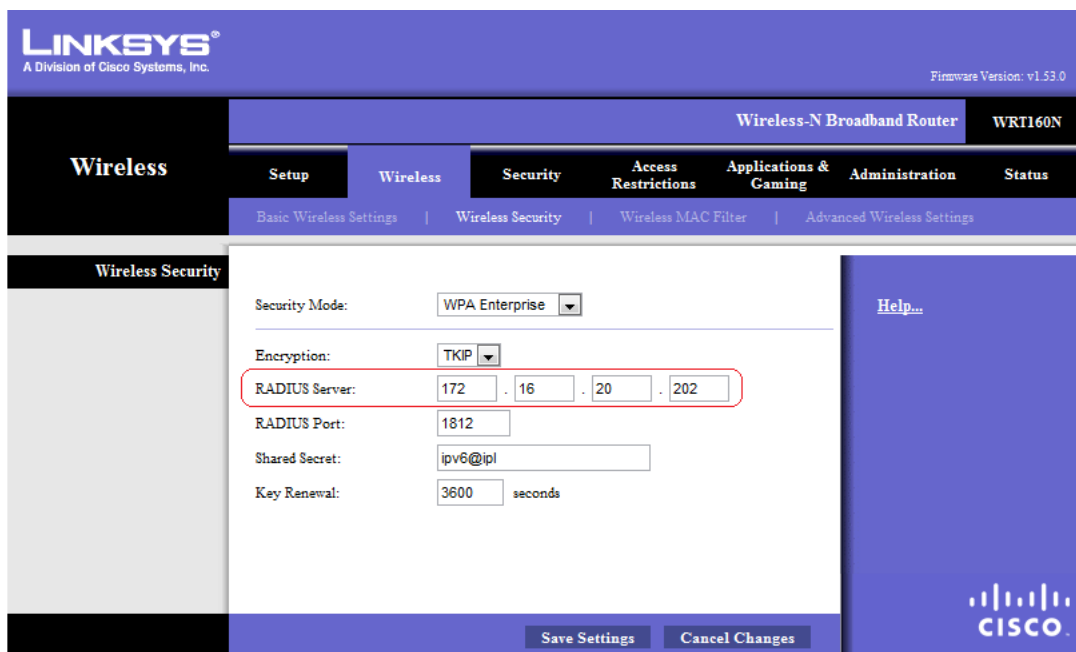 LINKSYS®
A Division of Cisco Systems, Inc.
Firmware Version: v1.53.0
Wireless-N Broadband Router WRT160N
Wireless
Setup Wireless Security Access Restrictions Applications & Gaming Administration Status
Basic Wireless Settings | Wireless Security | Wireless MAC Filter | Advanced Wireless Settings
Wireless Security
Security Mode: WPA Enterprise
Help...
Encryption: TKIP
RADIUS Server: 172 . 16 . 20 . 202
RADIUS Port: 1812
Shared Secret: ipv6@ipl
Key Renewal: 3600 seconds
CISCO.
Save Settings Cancel Changes